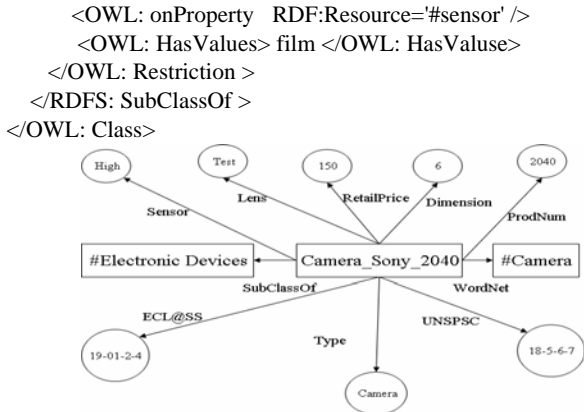 <OWL: onProperty RDF:Resource='#sensor' />
<OWL: HasValues> film </OWL: HasValuse>
</OWL: Restriction >
</RDFS: SubClassOf >
</OWL: Class>
High
Test
150
6
2040
Sensor
Lens
RetailPrice
Dimension
ProdNum
#Electronic Devices
Camera_Sony_2040
#Camera
SubClassOf
WordNet
ECL@SS
Type
UNSPSC
19-01-2-4
18-5-6-7
Camera